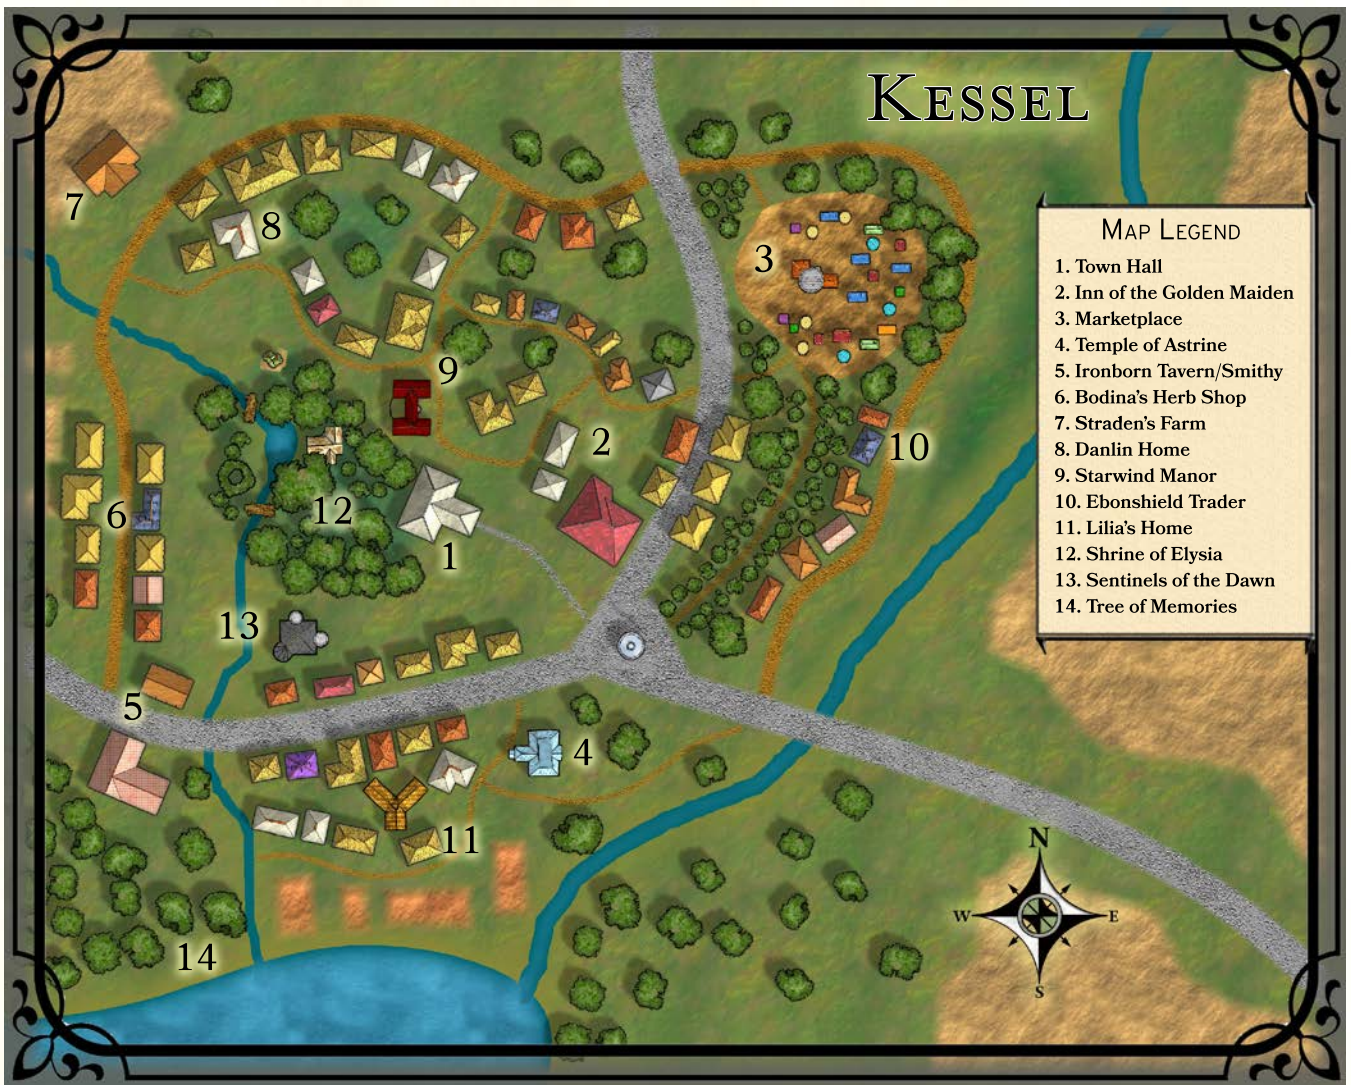 KESSEL
MAP LEGEND
1. Town Hall
2. Inn of the Golden Maiden
3. Marketplace
4. Temple of Astrine
5. Ironborn Tavern/Smithy
6. Bodina's Herb Shop
7. Straden's Farm
8. Danlin Home
9. Starwind Manor
10. Ebonshield Trader
11. Lilia's Home
12. Shrine of Elysia
13. Sentinels of the Dawn
14. Tree of Memories
7
8
3
9
2
10
6
12
1
13
5
4
11
14
N
W
E
S